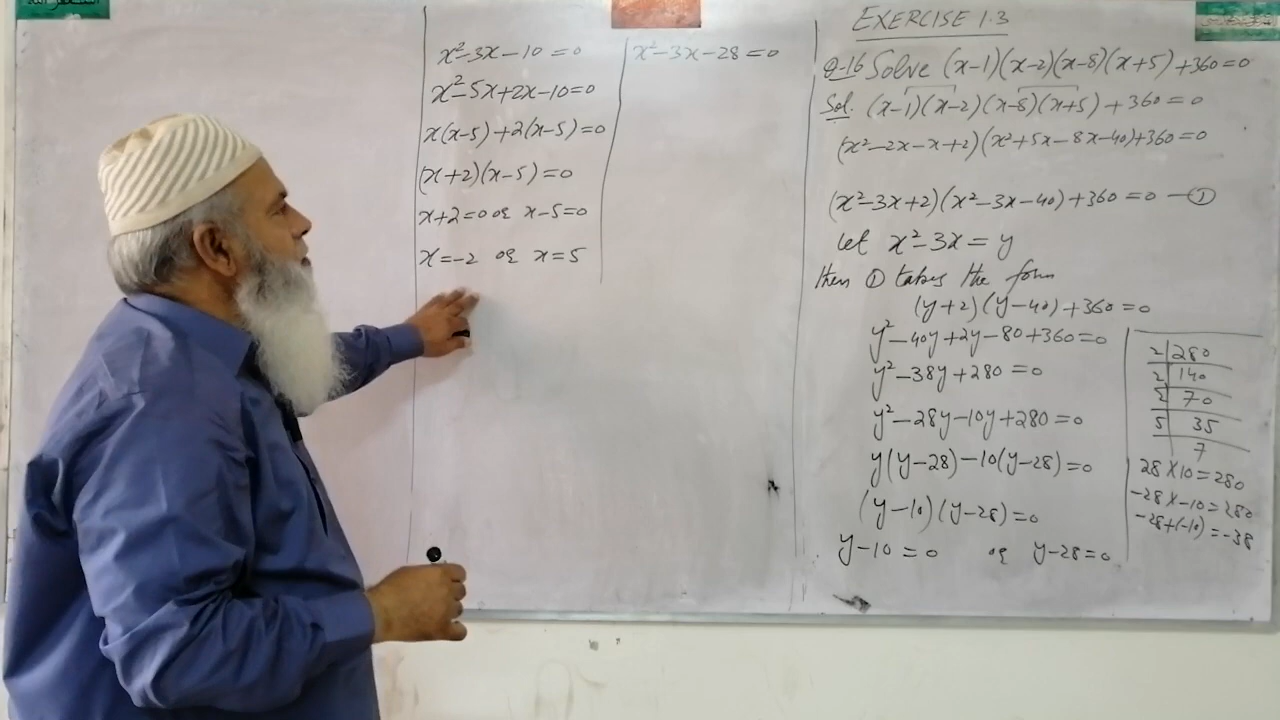 EXERCISE 1.3
Q-16 Solve (x-1)(x-2)(x-8)(x+5)+360=0
Sol. (x-1)(x-2)(x-8)(x+5)+360=0
(x²-2x-x+2)(x²+5x-8x-40)+360=0
(x²-3x+2)(x²-3x-40)+360=0 — ①
Let x²-3x=y
then ① takes the form
(y+2)(y-40)+360=0
y²-40y+2y-80+360=0
y²-38y+280=0
y²-28y-10y+280=0
y(y-28)-10(y-28)=0
(y-10)(y-28)=0
y-10=0 or y-28=0
2|280
2|140
2|70
5|35
7
28×10=280
-28×-10=280
-28+(-10)=-38
x²-3x-10=0
x²-5x+2x-10=0
x(x-5)+2(x-5)=0
(x+2)(x-5)=0
x+2=0 or x-5=0
x=-2 or x=5
x²-3x-28=0